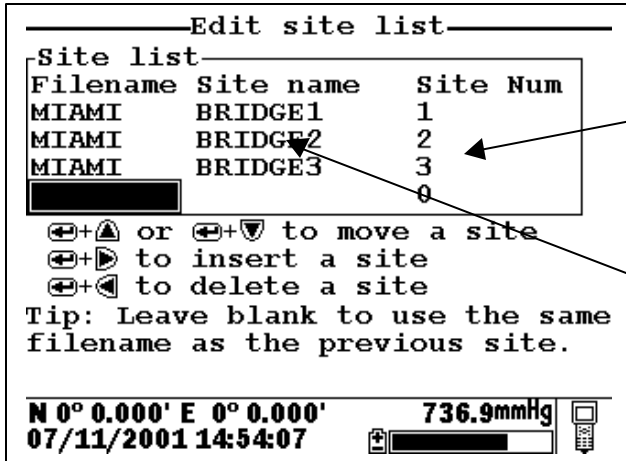 Edit site list
Site list
Filename Site name Site Num
MIAMI BRIDGE1 1
MIAMI BRIDGE2 2
MIAMI BRIDGE3 3
0
+ or + to move a site
+ to insert a site
+ to delete a site
Tip: Leave blank to use the same
filename as the previous site.
N 0° 0.000' E 0° 0.000' 736.9mmHg
07/11/2001 14:54:07